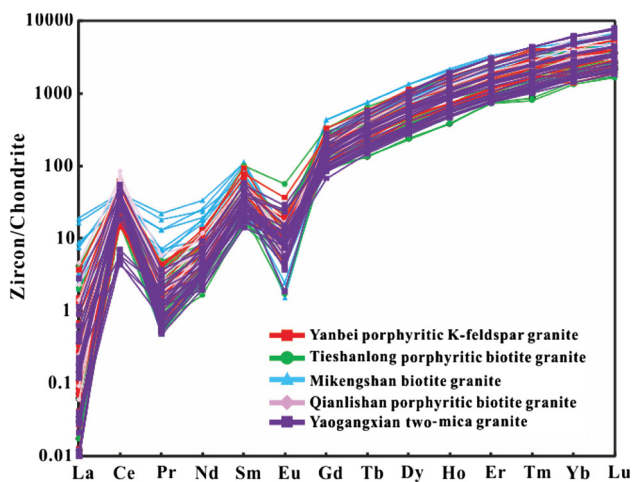 10000
1000
100
10
1
0.1
0.01
Zircon/Chondrite
Yanbei porphyritic K-feldspar granite
Tieshanlong porphyritic biotite granite
Mikengshan biotite granite
Qianlishan porphyritic biotite granite
Yaogangxian two-mica granite
La Ce Pr Nd Sm Eu Gd Tb Dy Ho Er Tm Yb Lu